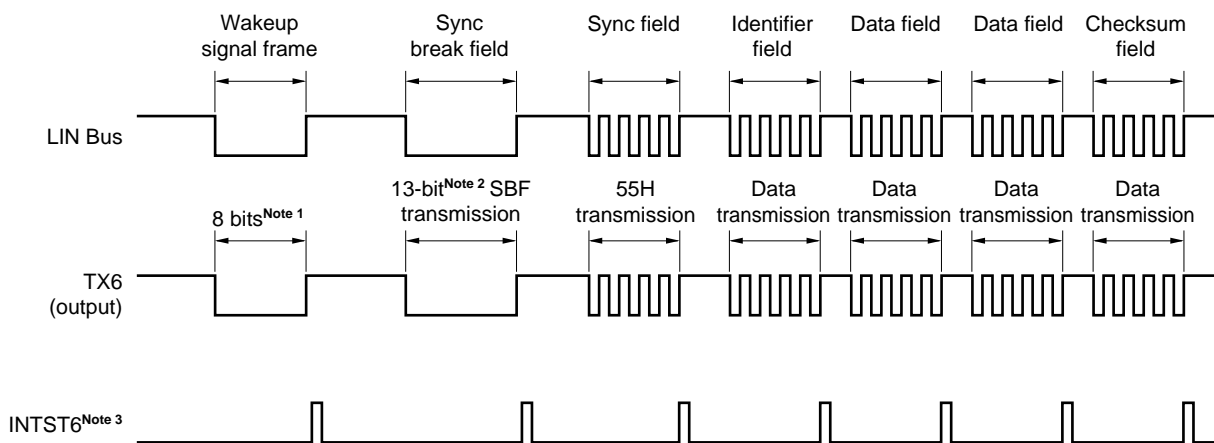 Wakeup
signal frame
Sync
break field
Sync field
Identifier
field
Data field
Data field
Checksum
field
LIN Bus
8 bitsNote 1
13-bitNote 2 SBF
transmission
55H
transmission
Data
transmission
Data
transmission
Data
transmission
Data
transmission
TX6
(output)
INTST6Note 3